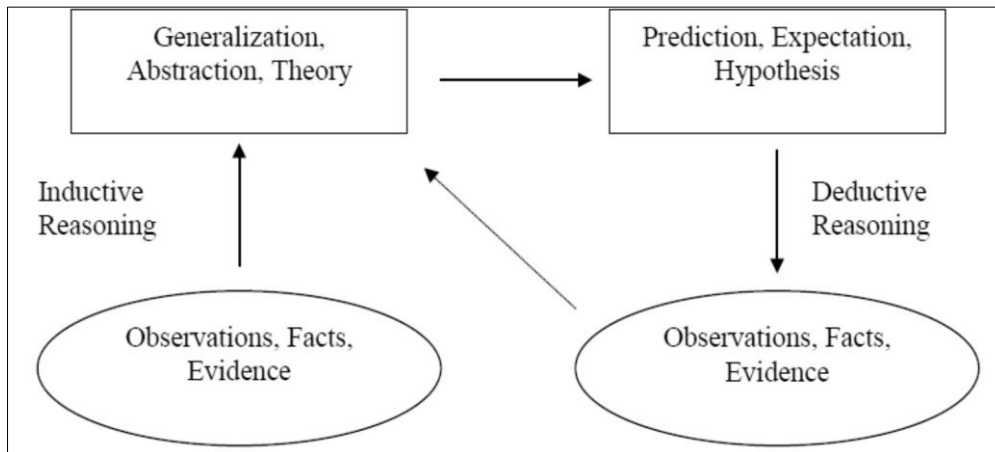 Generalization,
Abstraction, Theory
Prediction, Expectation,
Hypothesis
Inductive
Reasoning
Deductive
Reasoning
Observations, Facts,
Evidence
Observations, Facts,
Evidence